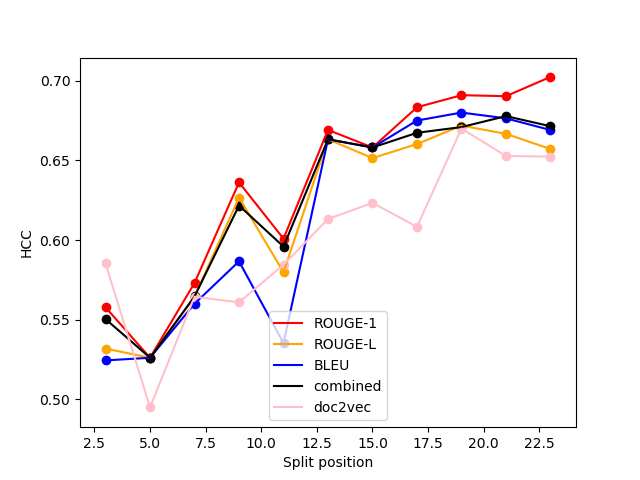 0.70
0.65
0.60
0.55
0.50
HCC
ROUGE-1
ROUGE-L
BLEU
combined
doc2vec
2.5 5.0 7.5 10.0 12.5 15.0 17.5 20.0 22.5
Split position